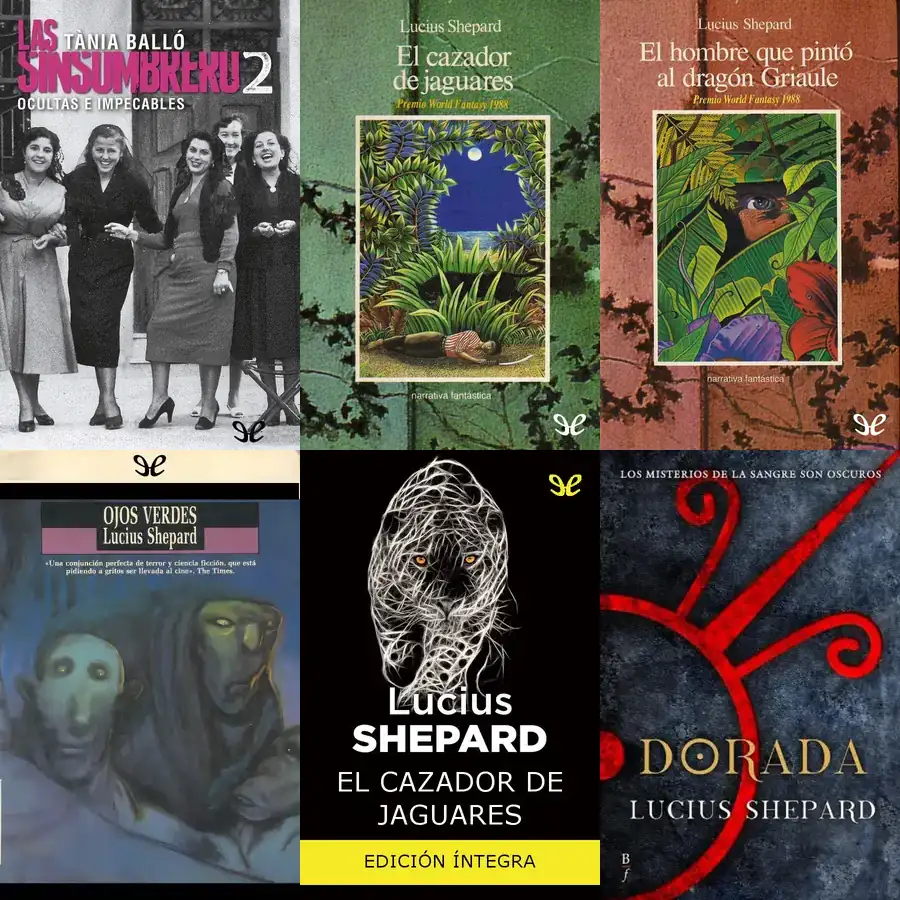 LAS
TÀNIA BALLÓ
SINSOMBRERO 2
OCULTAS E IMPECABLES
Lucius Shepard
El cazador
de jaguares
Premio World Fantasy 1988
narrativa fantástica
Lucius Shepard
El hombre que pintó
al dragón Griaule
Premio World Fantasy 1988
narrativa fantástica
OJOS VERDES
Lucius Shepard
«Una conjunción perfecta de terror y ciencia ficción, que está
pidiendo a gritos ser llevada al cine». The Times.
Lucius
SHEPARD
EL CAZADOR DE
JAGUARES
EDICIÓN ÍNTEGRA
LOS MISTERIOS DE LA SANGRE SON OSCUROS
DORADA
LUCIUS SHEPARD
B
f